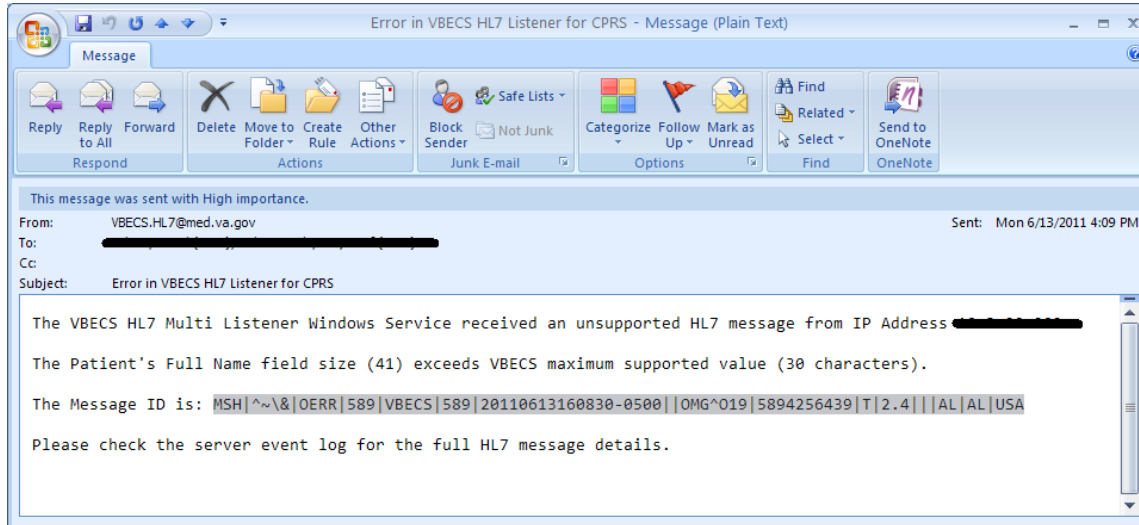 Error in VBECS HL7 Listener for CPRS - Message (Plain Text)
Message
Reply
Reply to All
Forward
Respond
Delete
Move to Folder
Create Rule
Other Actions
Actions
Block Sender
Safe Lists
Not Junk
Junk E-mail
Categorize
Follow Up
Mark as Unread
Options
Find
Related
Select
Find
Send to OneNote
OneNote
This message was sent with High importance.
From: VBECS.HL7@med.va.gov Sent: Mon 6/13/2011 4:09 PM
To:
Cc:
Subject: Error in VBECS HL7 Listener for CPRS
The VBECS HL7 Multi Listener Windows Service received an unsupported HL7 message from IP Address
The Patient's Full Name field size (41) exceeds VBECS maximum supported value (30 characters).
The Message ID is: MSH|^~\&|OERR|589|VBECS|589|20110613160830-0500||OMG^O19|5894256439|T|2.4|||AL|AL|USA
Please check the server event log for the full HL7 message details.